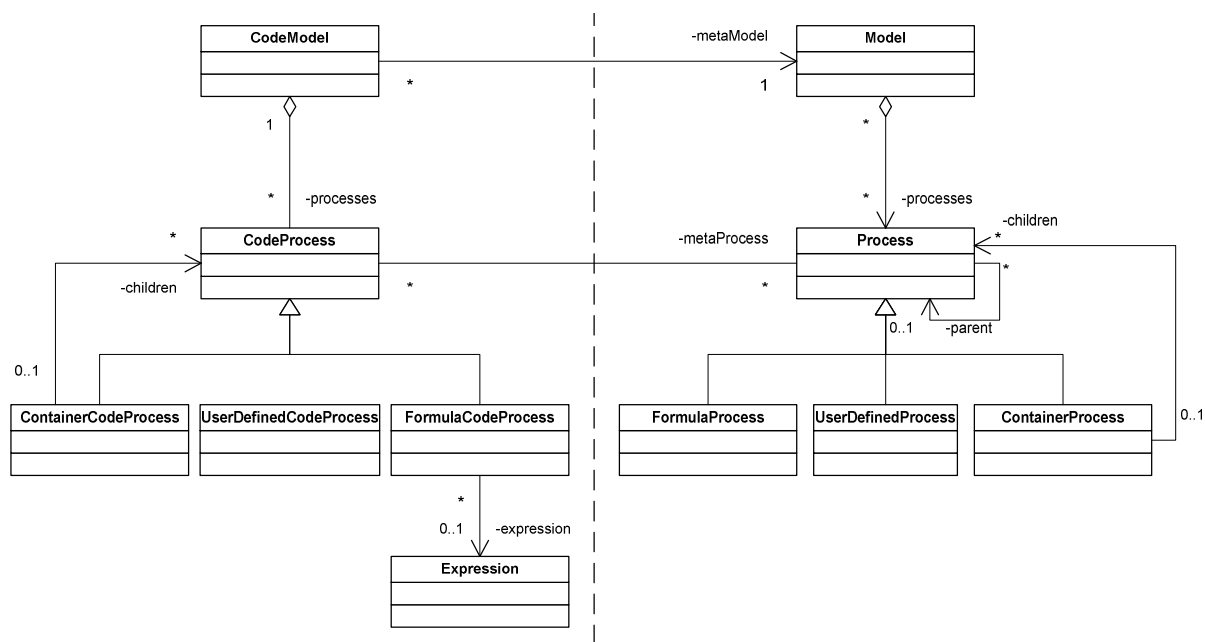 CodeModel
-metaModel
Model
*
1
1
*
*
-processes
*
-processes
-children
*
CodeProcess
-metaProcess
Process
*
*
-children
*
*
0..1
-parent
0..1
ContainerCodeProcess
UserDefinedCodeProcess
FormulaCodeProcess
FormulaProcess
UserDefinedProcess
ContainerProcess
0..1
*
0..1
-expression
Expression